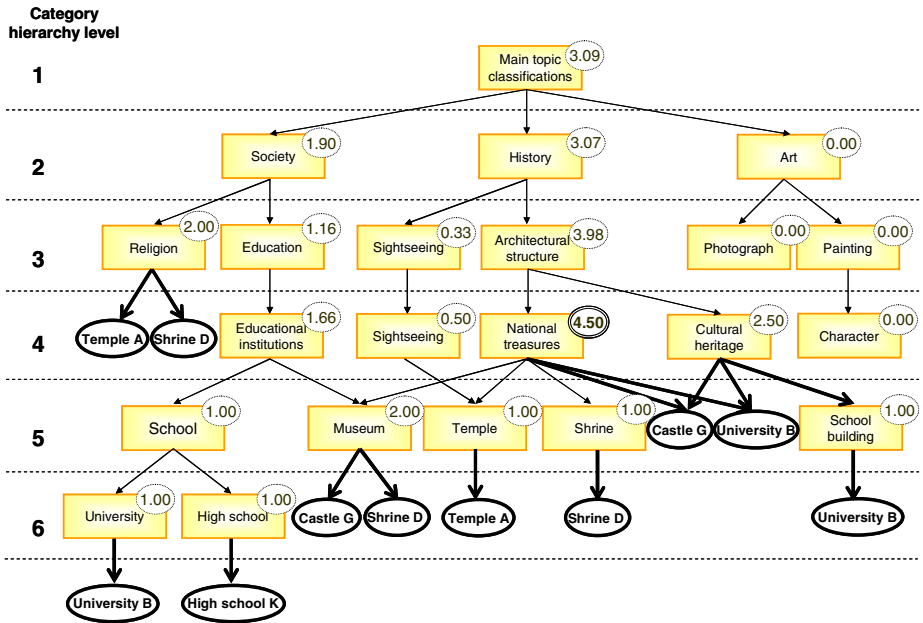 Category
hierarchy level
1
Main topic
classifications
3.09
2
Society
1.90
History
3.07
Art
0.00
3
Religion
2.00
Education
1.16
Sightseeing
0.33
Architectural
structure
3.98
Photograph
0.00
Painting
0.00
4
Temple A
Shrine D
Educational
institutions
1.66
Sightseeing
0.50
National
treasures
4.50
Cultural
heritage
2.50
Character
0.00
5
School
1.00
Museum
2.00
Temple
1.00
Shrine
1.00
Castle G
University B
School
building
1.00
6
University
1.00
High school
1.00
Castle G
Shrine D
Temple A
Shrine D
University B
University B
High school K